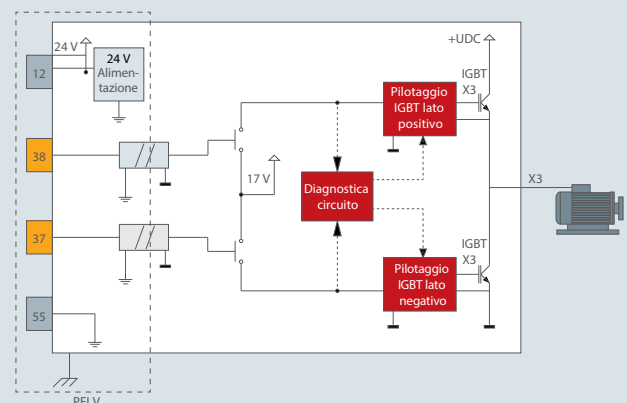 +UDC
24 V
12
24 V
Alimen-
tazione
IGBT
X3
Pilotaggio
IGBT lato
positivo
38
17 V
Diagnostica
circuito
X3
37
IGBT
X3
Pilotaggio
IGBT lato
negativo
55
PELV